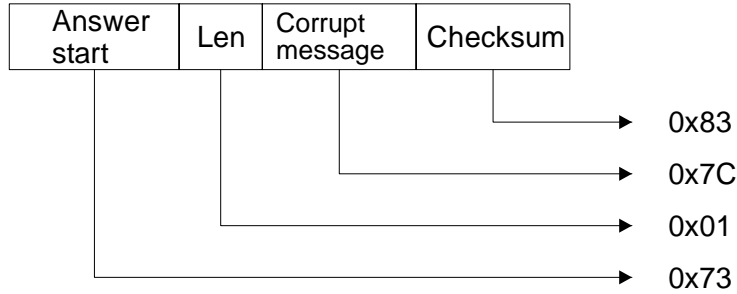 Answer
start
Len
Corrupt
message
Checksum
0x83
0x7C
0x01
0x73